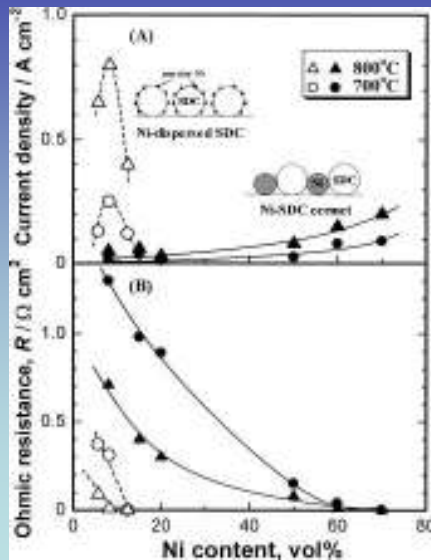 Current density / A cm⁻²
1.0
0.5
0
(A)
△ ▲ 800°C
○ ● 700°C
SDC
Ni-dispersed SDC
Ni
SDC
Ni-SDC cermet
Ohmic resistance, R / Ω cm²
1.0
0.5
0
(B)
0 20 40 60 80
Ni content, vol%